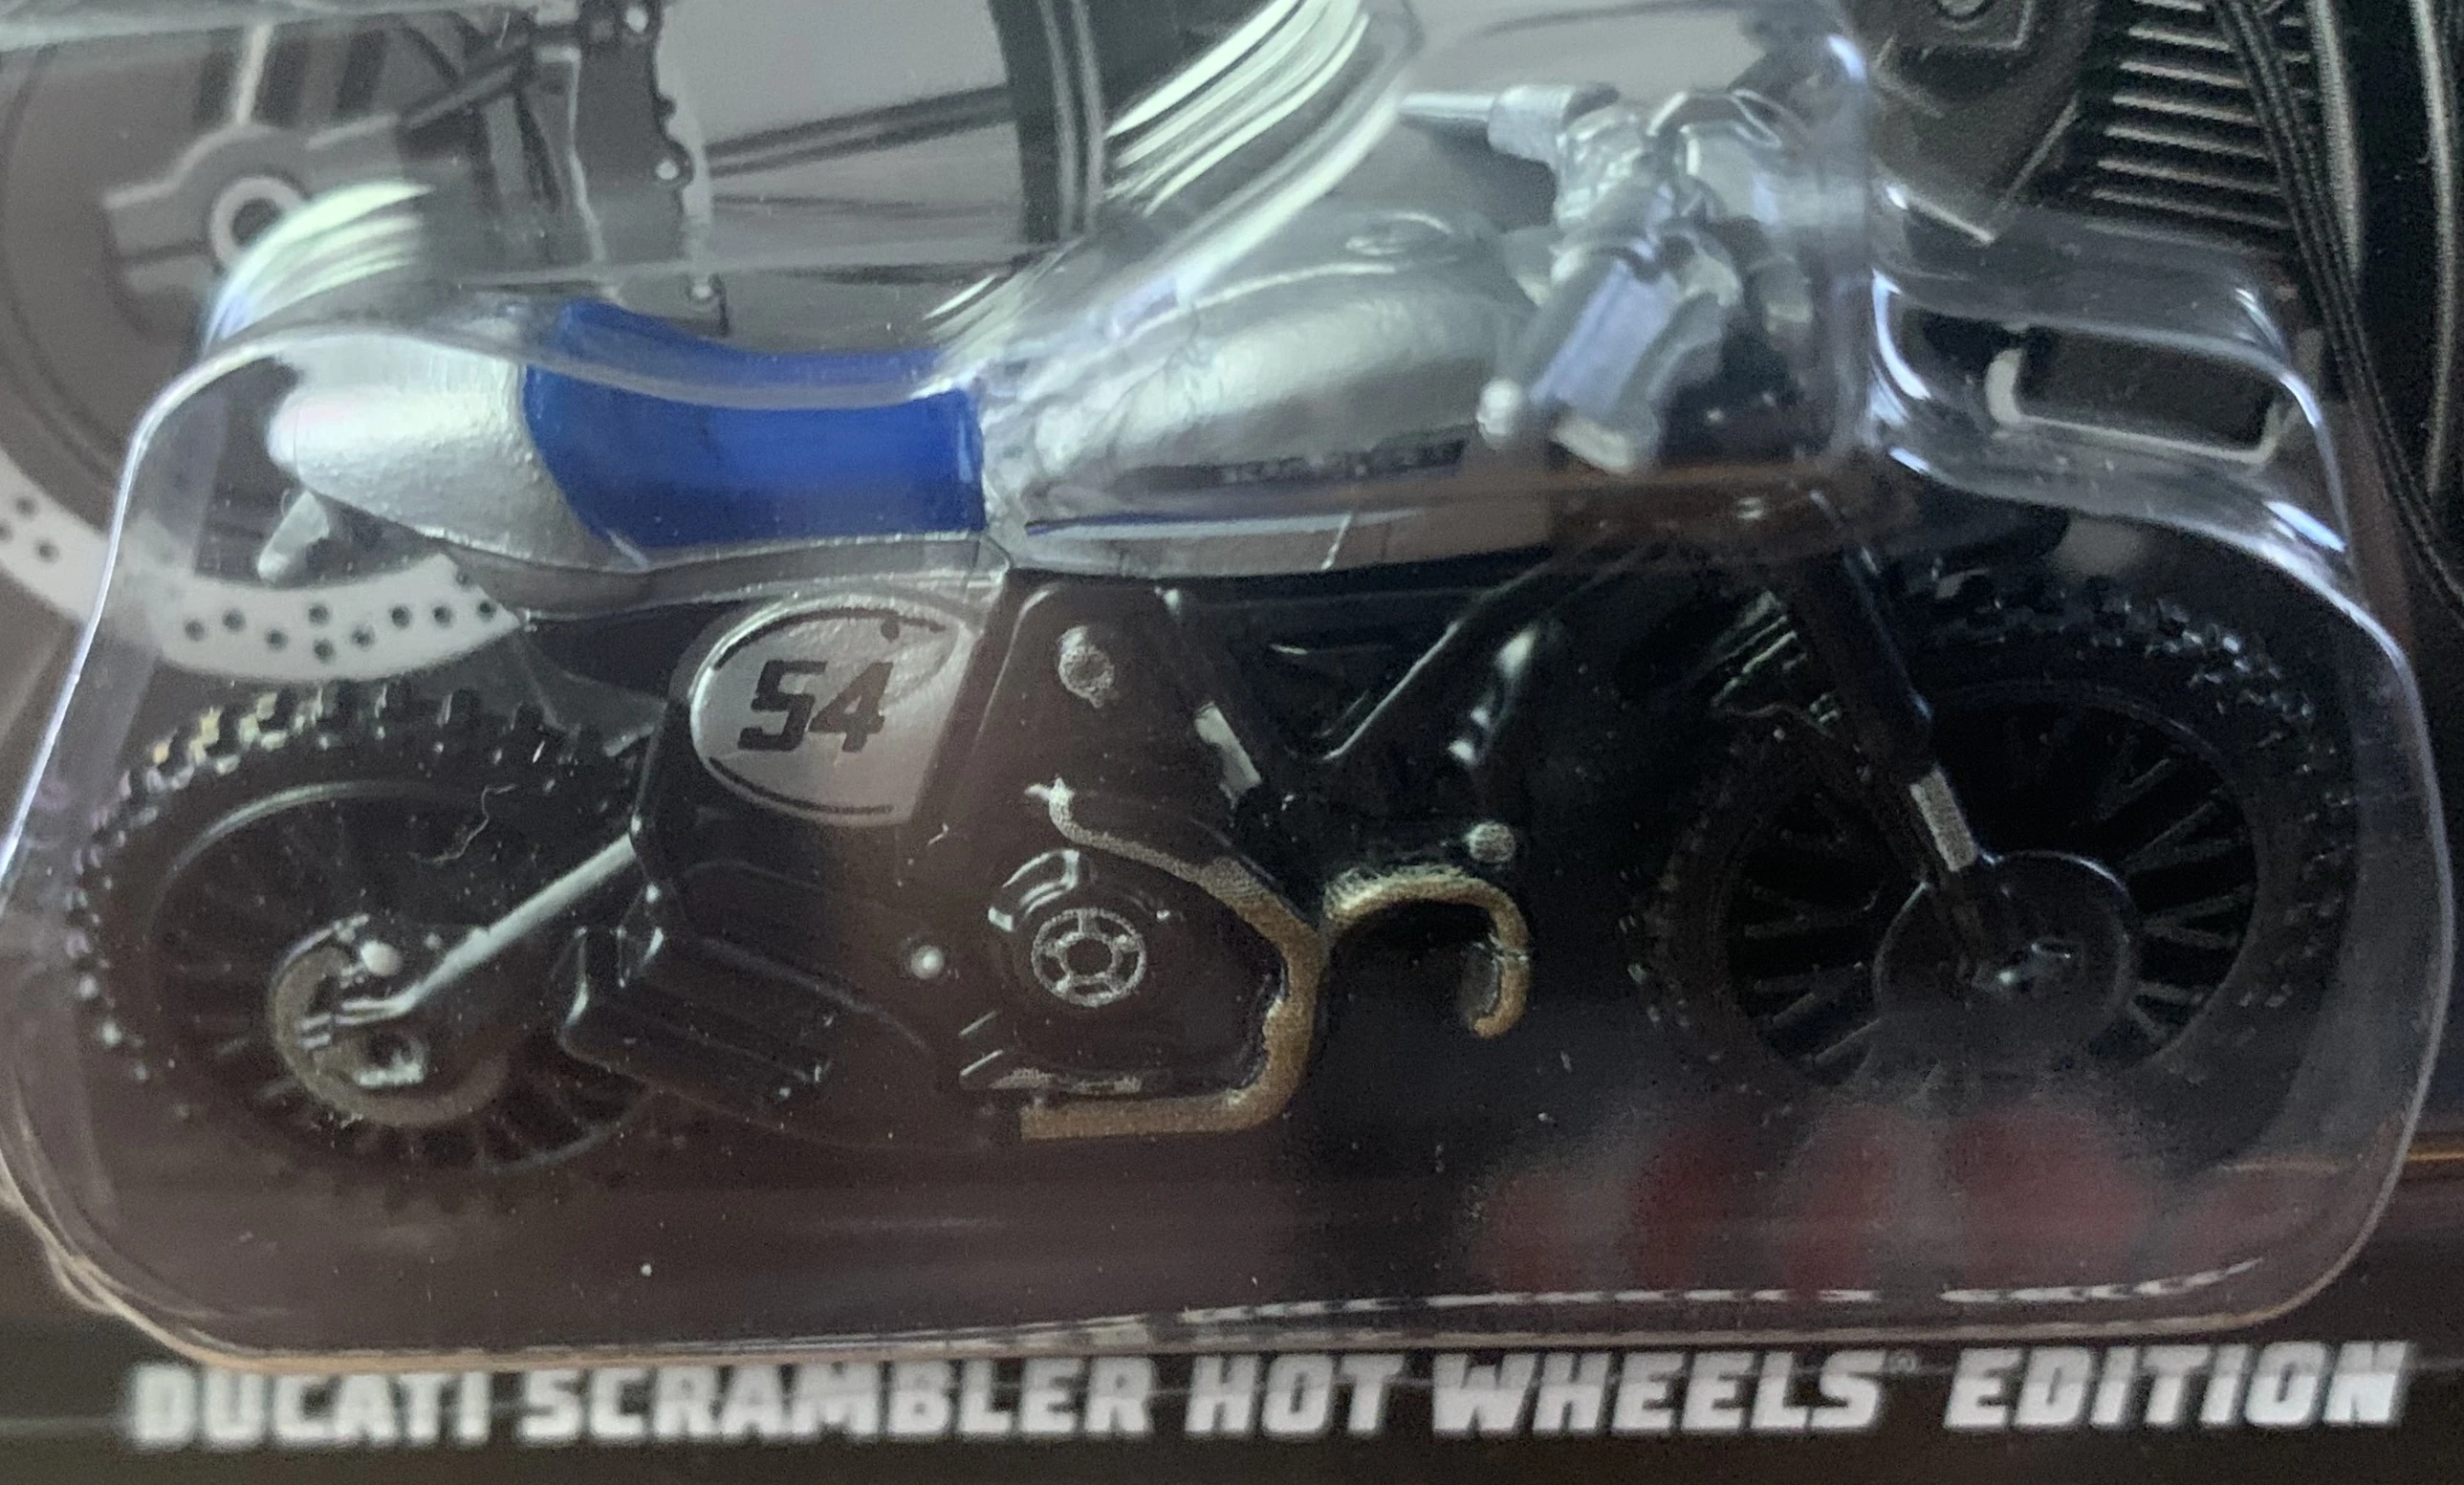 54
DUCATI SCRAMBLER HOT WHEELS® EDITION